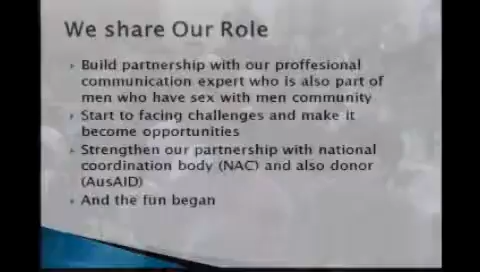 We share Our Role
Build partnership with our proffesional
communication expert who is also part of
men who have sex with men community
Start to facing challenges and make it
become opportunities
Strengthen our partnership with national
coordination body (NAC) and also donor
(AusAID)
And the fun began